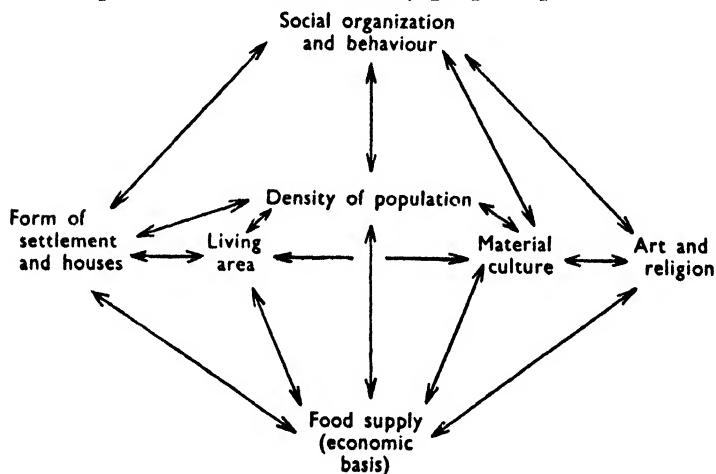 Social organization
and behaviour
Density of population
Form of
settlement
and houses
Living
area
Material
culture
Art and
religion
Food supply
(economic
basis)